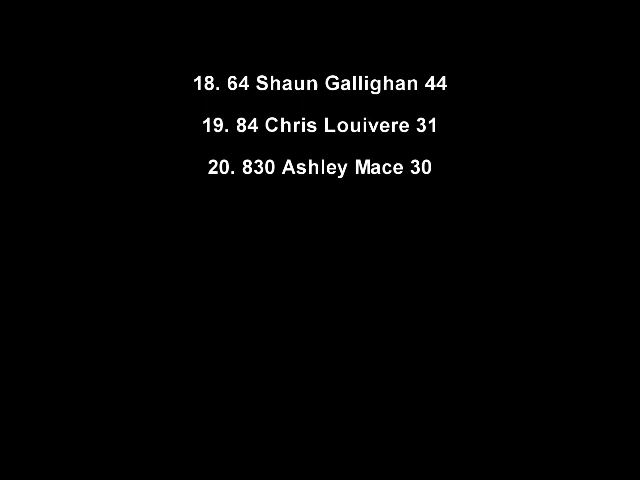 18. 64 Shaun Gallighan 44
19. 84 Chris Louivere 31
20. 830 Ashley Mace 30